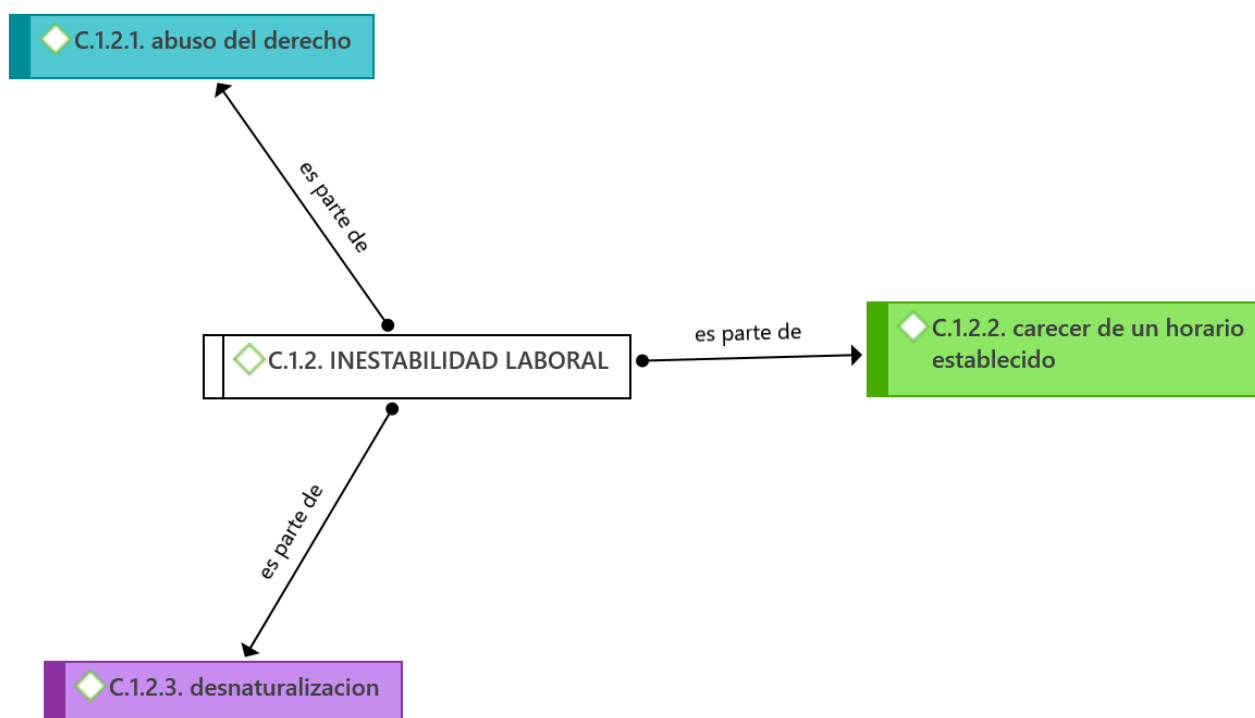 C.1.2.1. abuso del derecho
es parte de
C.1.2. INESTABILIDAD LABORAL
es parte de
C.1.2.2. carecer de un horario
establecido
es parte de
C.1.2.3. desnaturalizacion